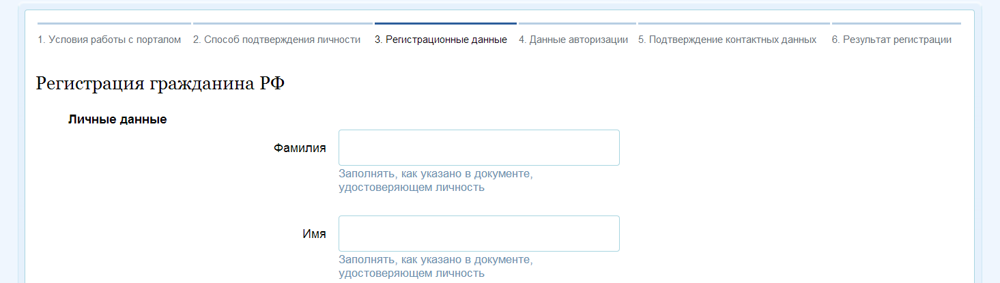 1. Условия работы с порталом 2. Способ подтверждения личности 3. Регистрационные данные 4. Данные авторизации 5. Подтверждение контактных данных 6. Результат регистрации
Регистрация гражданина РФ
Личные данные
Фамилия
Заполнять, как указано в документе,
удостоверяющем личность
Имя
Заполнять, как указано в документе,
удостоверяющем личность